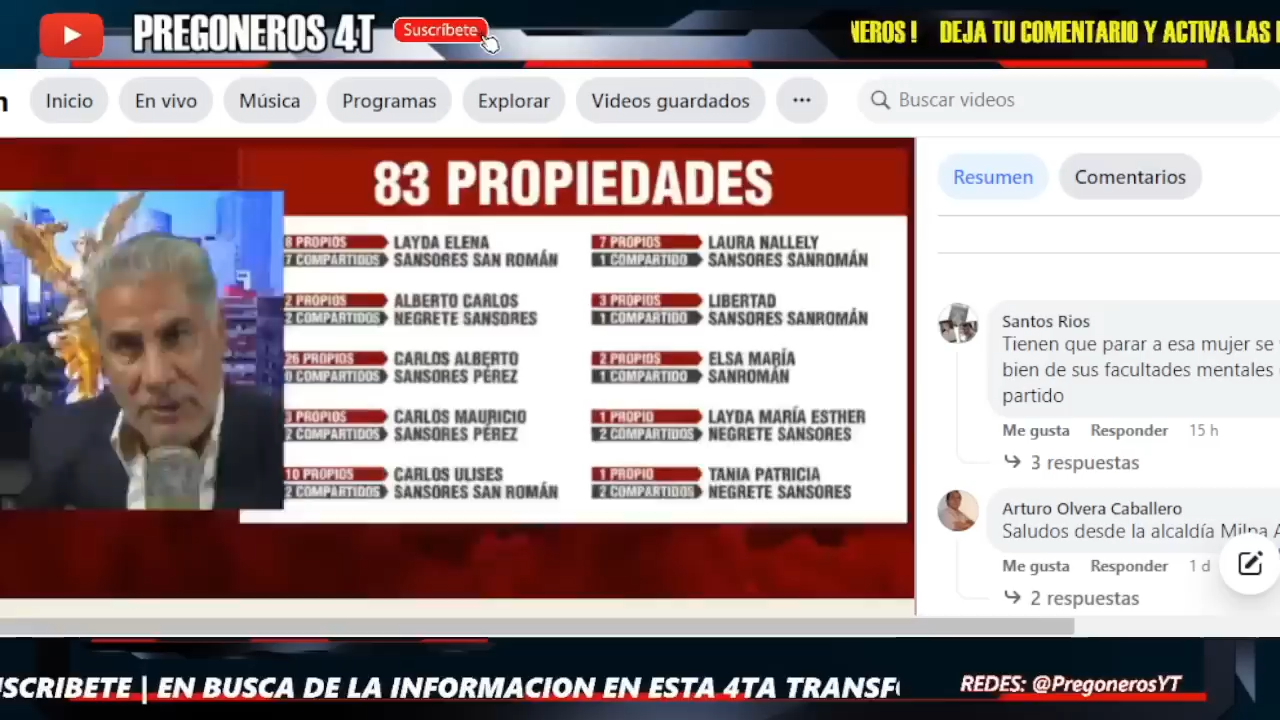 PREGONEROS 4T
Suscríbete
NEROS ! DEJA TU COMENTARIO Y ACTIVA LAS
Inicio
En vivo
Música
Programas
Explorar
Videos guardados
Buscar videos
83 PROPIEDADES
8 PROPIOS LAYDA ELENA
7 COMPARTIDOS SANSORES SAN ROMÁN
2 PROPIOS ALBERTO CARLOS
2 COMPARTIDOS NEGRETE SANSORES
26 PROPIOS CARLOS ALBERTO
0 COMPARTIDOS SANSORES PÉREZ
3 PROPIOS CARLOS MAURICIO
2 COMPARTIDOS SANSORES PÉREZ
10 PROPIOS CARLOS ULISES
2 COMPARTIDOS SANSORES SAN ROMÁN
7 PROPIOS LAURA NALLELY
1 COMPARTIDO SANSORES SANROMÁN
3 PROPIOS LIBERTAD
1 COMPARTIDO SANSORES SANROMÁN
2 PROPIOS ELSA MARÍA
1 COMPARTIDO SANROMÁN
1 PROPIO LAYDA MARÍA ESTHER
2 COMPARTIDOS NEGRETE SANSORES
1 PROPIO TANIA PATRICIA
2 COMPARTIDOS NEGRETE SANSORES
Resumen
Comentarios
Santos Rios
Tienen que parar a esa mujer se
bien de sus facultades mentales
partido
Me gusta Responder 15 h
3 respuestas
Arturo Olvera Caballero
Saludos desde la alcaldía Milpa A
Me gusta Responder 1 d
2 respuestas
SCRIBETE | EN BUSCA DE LA INFORMACION EN ESTA 4TA TRANSF
REDES: @PregonerosYT